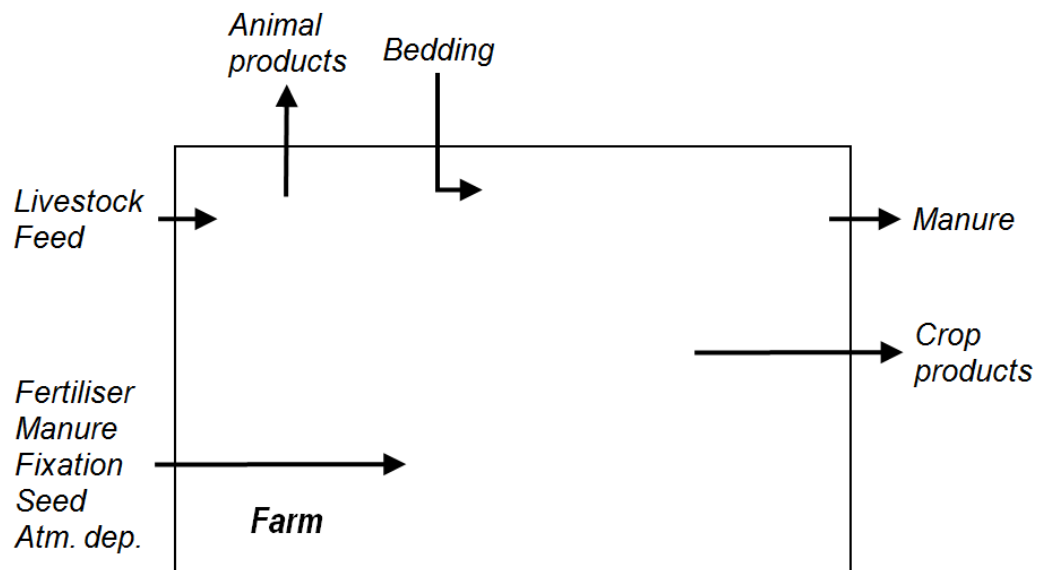 Animal
products
Bedding
Livestock
Feed
Manure
Crop
products
Fertiliser
Manure
Fixation
Seed
Atm. dep.
Farm